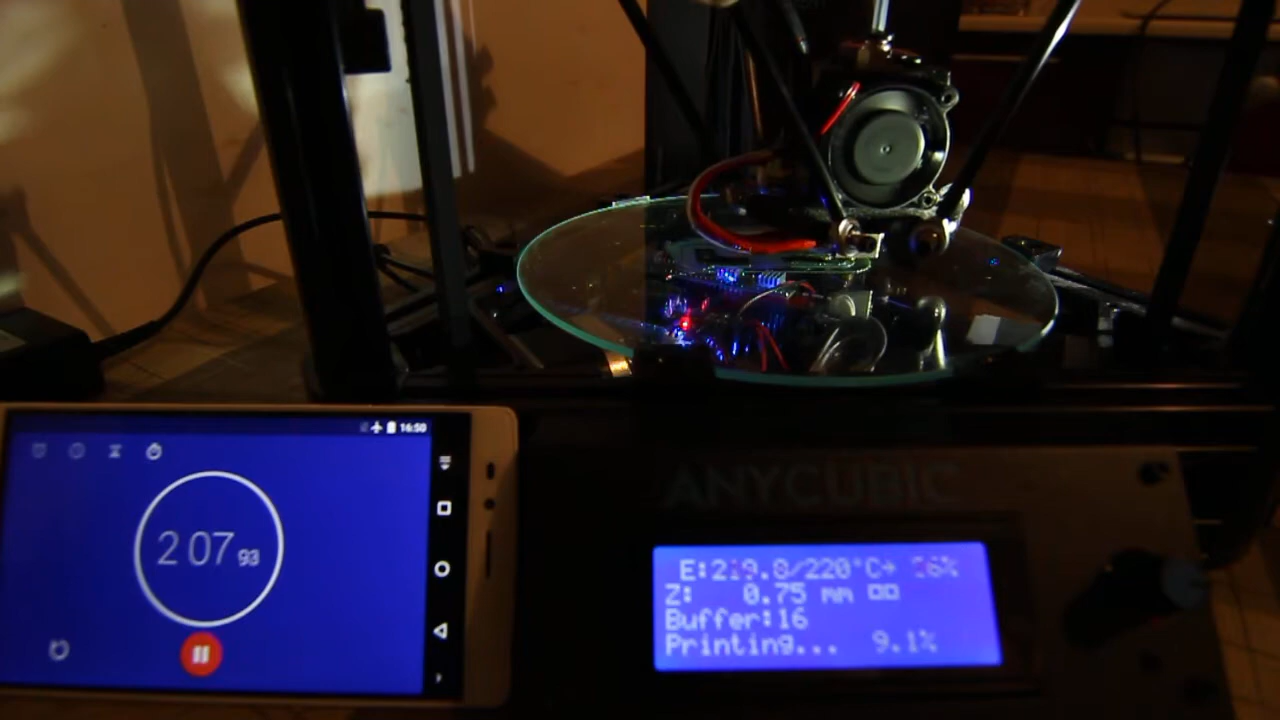 16:50
2 07 93
ANYCUBIC
E:219.8/220°C→
Z: 0.75 mm
Buffer:16
Printing... 9.1%